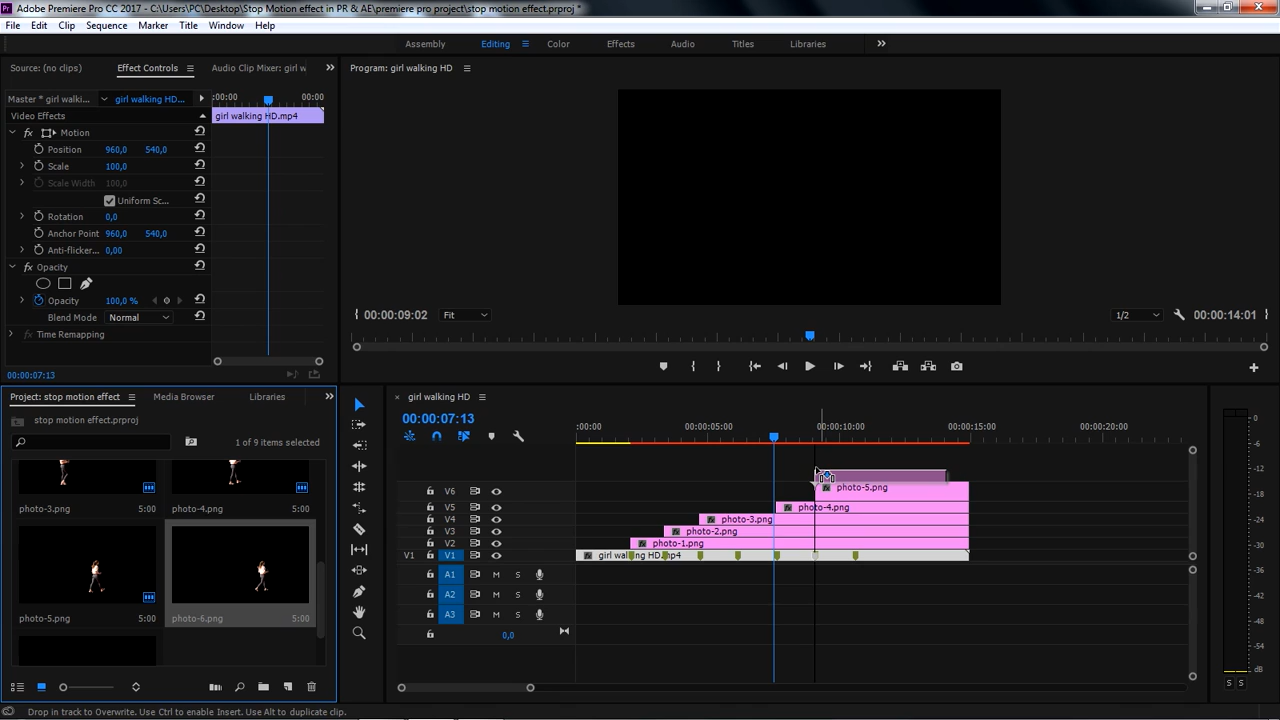 Adobe Premiere Pro CC 2017 - C:\Users\PC\Desktop\Stop Motion effect in PR & AE\premiere pro project\stop motion effect.prproj *
File Edit Clip Sequence Marker Title Window Help
Assembly Editing Color Effects Audio Titles Libraries
Source: (no clips) Effect Controls Audio Clip Mixer: girl w
Program: girl walking HD
Master * girl walki... girl walking HD... :00:00 00:00
Video Effects girl walking HD.mp4
fx Motion
Position 960,0 540,0
Scale 100,0
Scale Width 100,0
Uniform Sc...
Rotation 0,0
Anchor Point 960,0 540,0
Anti-flicker... 0,00
fx Opacity
Opacity 100,0 %
Blend Mode Normal
Time Remapping
00:00:07:13
00:00:09:02 Fit 1/2 00:00:14:01
Project: stop motion effect Media Browser Libraries
stop motion effect.prproj
1 of 9 items selected
photo-3.png 5:00 photo-4.png 5:00
photo-5.png 5:00 photo-6.png 5:00
girl walking HD
00:00:07:13
:00:00 00:00:05:00 00:00:10:00 00:00:15:00 00:00:20:00
V6 photo-5.png
V5 photo-4.png
V4 photo-3.png
V3 photo-2.png
V2 photo-1.png
V1 V1 girl walking HD.mp4
A1 M S
A2 M S
A3 M S
0,0
0
-6
-12
-18
-24
-30
-36
-42
-48
-54
dB
S S
Drop in track to Overwrite. Use Ctrl to enable Insert. Use Alt to duplicate clip.